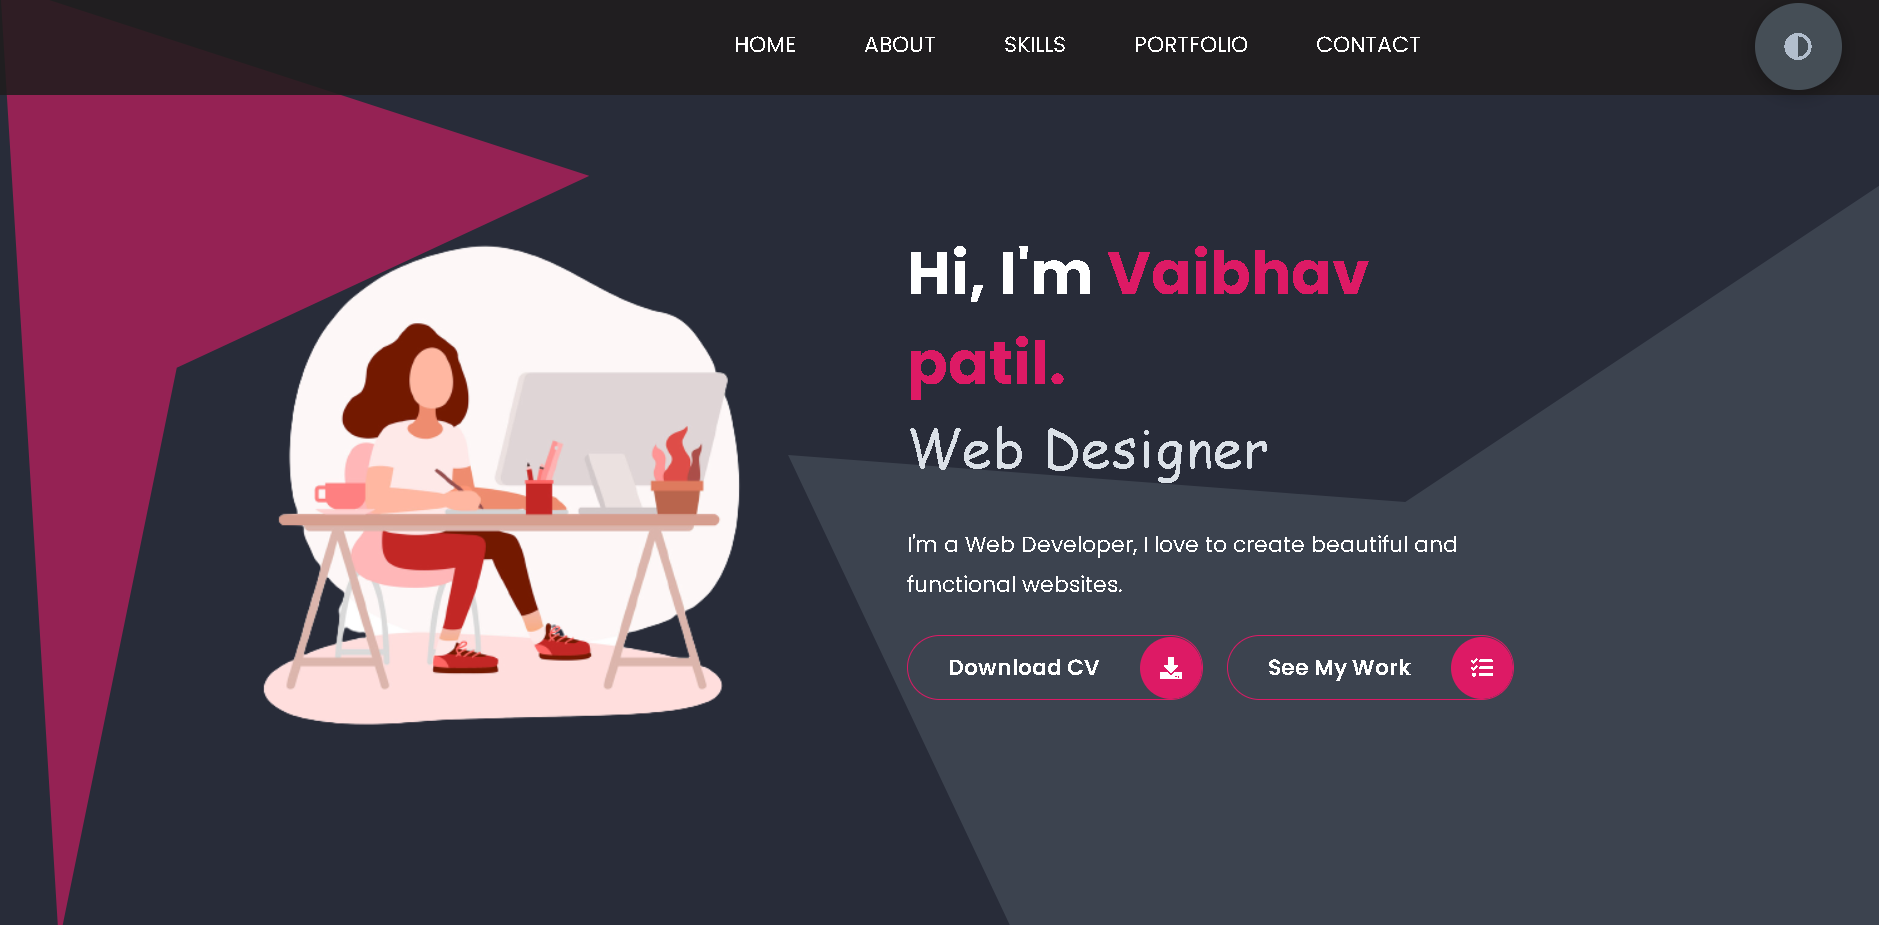 HOME ABOUT SKILLS PORTFOLIO CONTACT
Hi, I'm Vaibhav
patil.
Web Designer
I'm a Web Developer, I love to create beautiful and
functional websites.
Download CV See My Work